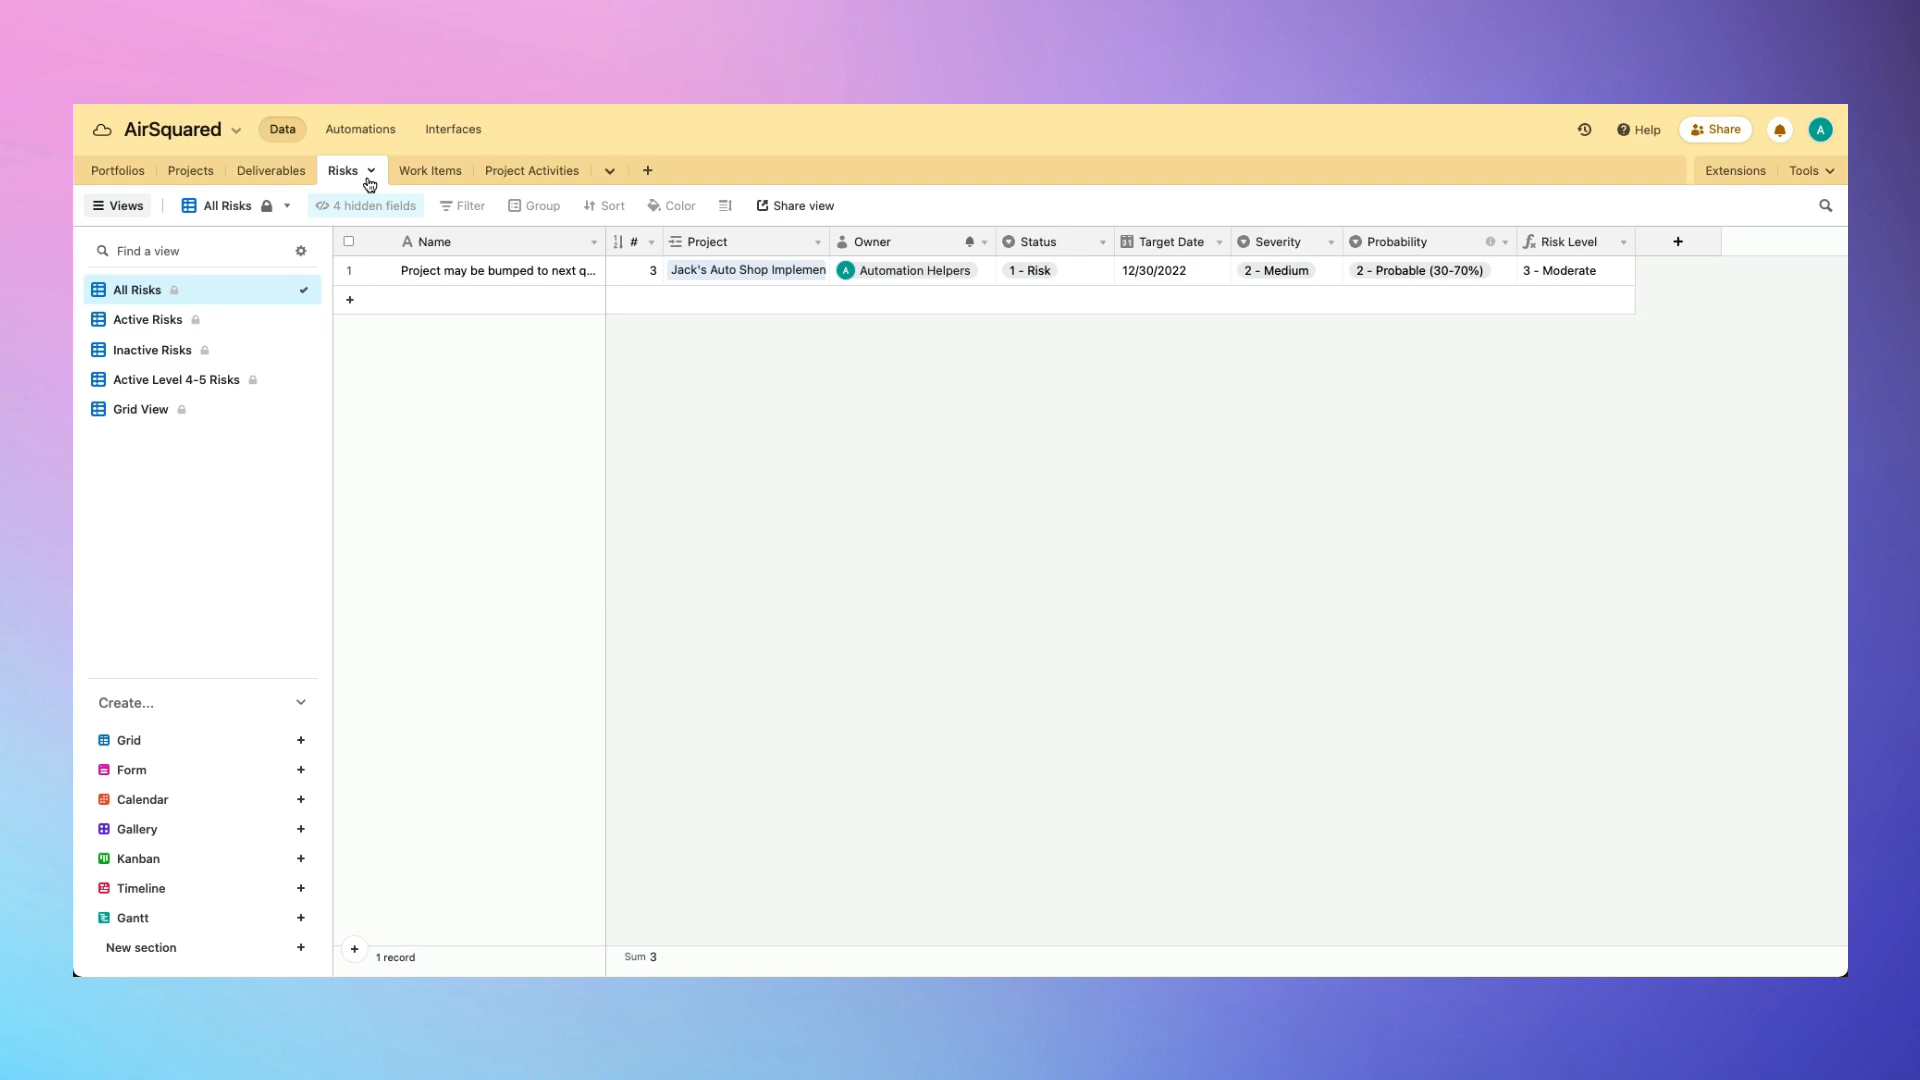 AirSquared
Data
Automations
Interfaces
Help
Share
A
Portfolios
Projects
Deliverables
Risks
Work Items
Project Activities
+
Extensions
Tools
Views
All Risks
4 hidden fields
Filter
Group
Sort
Color
Share view
Find a view
All Risks
Active Risks
Inactive Risks
Active Level 4-5 Risks
Grid View
A Name
#
Project
Owner
Status
Target Date
Severity
Probability
Risk Level
+
1
Project may be bumped to next q...
3
Jack's Auto Shop Implemen
A Automation Helpers
1 - Risk
12/30/2022
2 - Medium
2 - Probable (30-70%)
3 - Moderate
+
Create...
Grid +
Form +
Calendar +
Gallery +
Kanban +
Timeline +
Gantt +
New section +
+
1 record
Sum 3